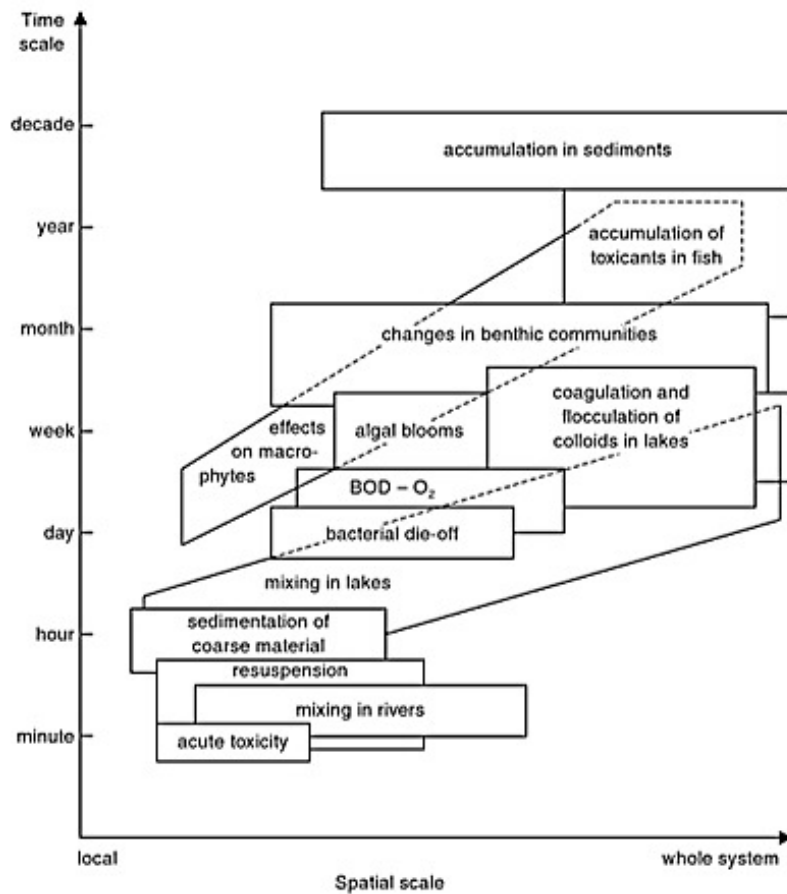 Time
scale
decade
accumulation in sediments
year
accumulation of
toxicants in fish
month
changes in benthic communities
coagulation and
flocculation of
colloids in lakes
week
effects
on macro-
phytes
algal blooms
BOD – O₂
day
bacterial die-off
mixing in lakes
hour
sedimentation of
coarse material
resuspension
mixing in rivers
minute
acute toxicity
local
whole system
Spatial scale